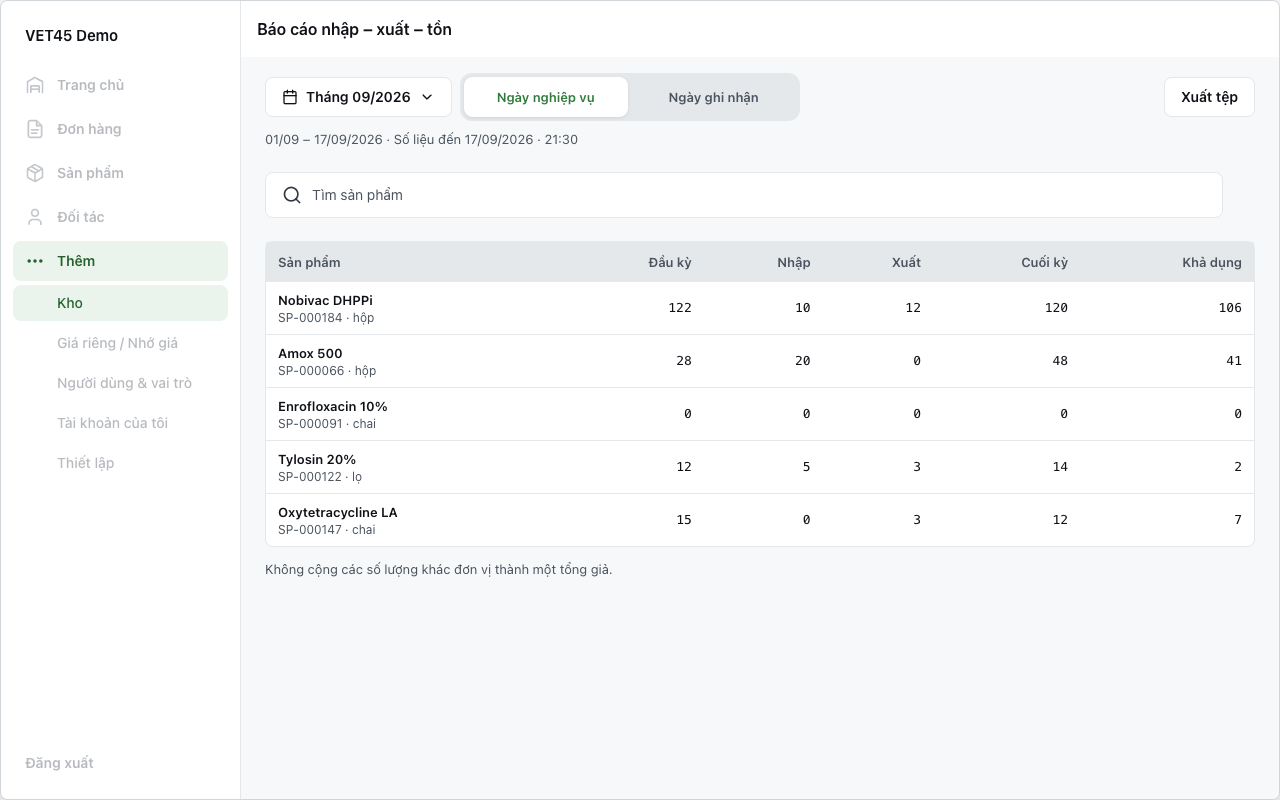 VET45 Demo
Trang chủ
Đơn hàng
Sản phẩm
Đối tác
Thêm
Kho
Giá riêng / Nhớ giá
Người dùng & vai trò
Tài khoản của tôi
Thiết lập
Đăng xuất
Báo cáo nhập – xuất – tồn
Tháng 09/2026 Ngày nghiệp vụ Ngày ghi nhận Xuất tệp
01/09 – 17/09/2026 · Số liệu đến 17/09/2026 · 21:30
Tìm sản phẩm
Sản phẩm Đầu kỳ Nhập Xuất Cuối kỳ Khả dụng
Nobivac DHPPi 122 10 12 120 106
SP-000184 · hộp
Amox 500 28 20 0 48 41
SP-000066 · hộp
Enrofloxacin 10% 0 0 0 0 0
SP-000091 · chai
Tylosin 20% 12 5 3 14 2
SP-000122 · lọ
Oxytetracycline LA 15 0 3 12 7
SP-000147 · chai
Không cộng các số lượng khác đơn vị thành một tổng giả.